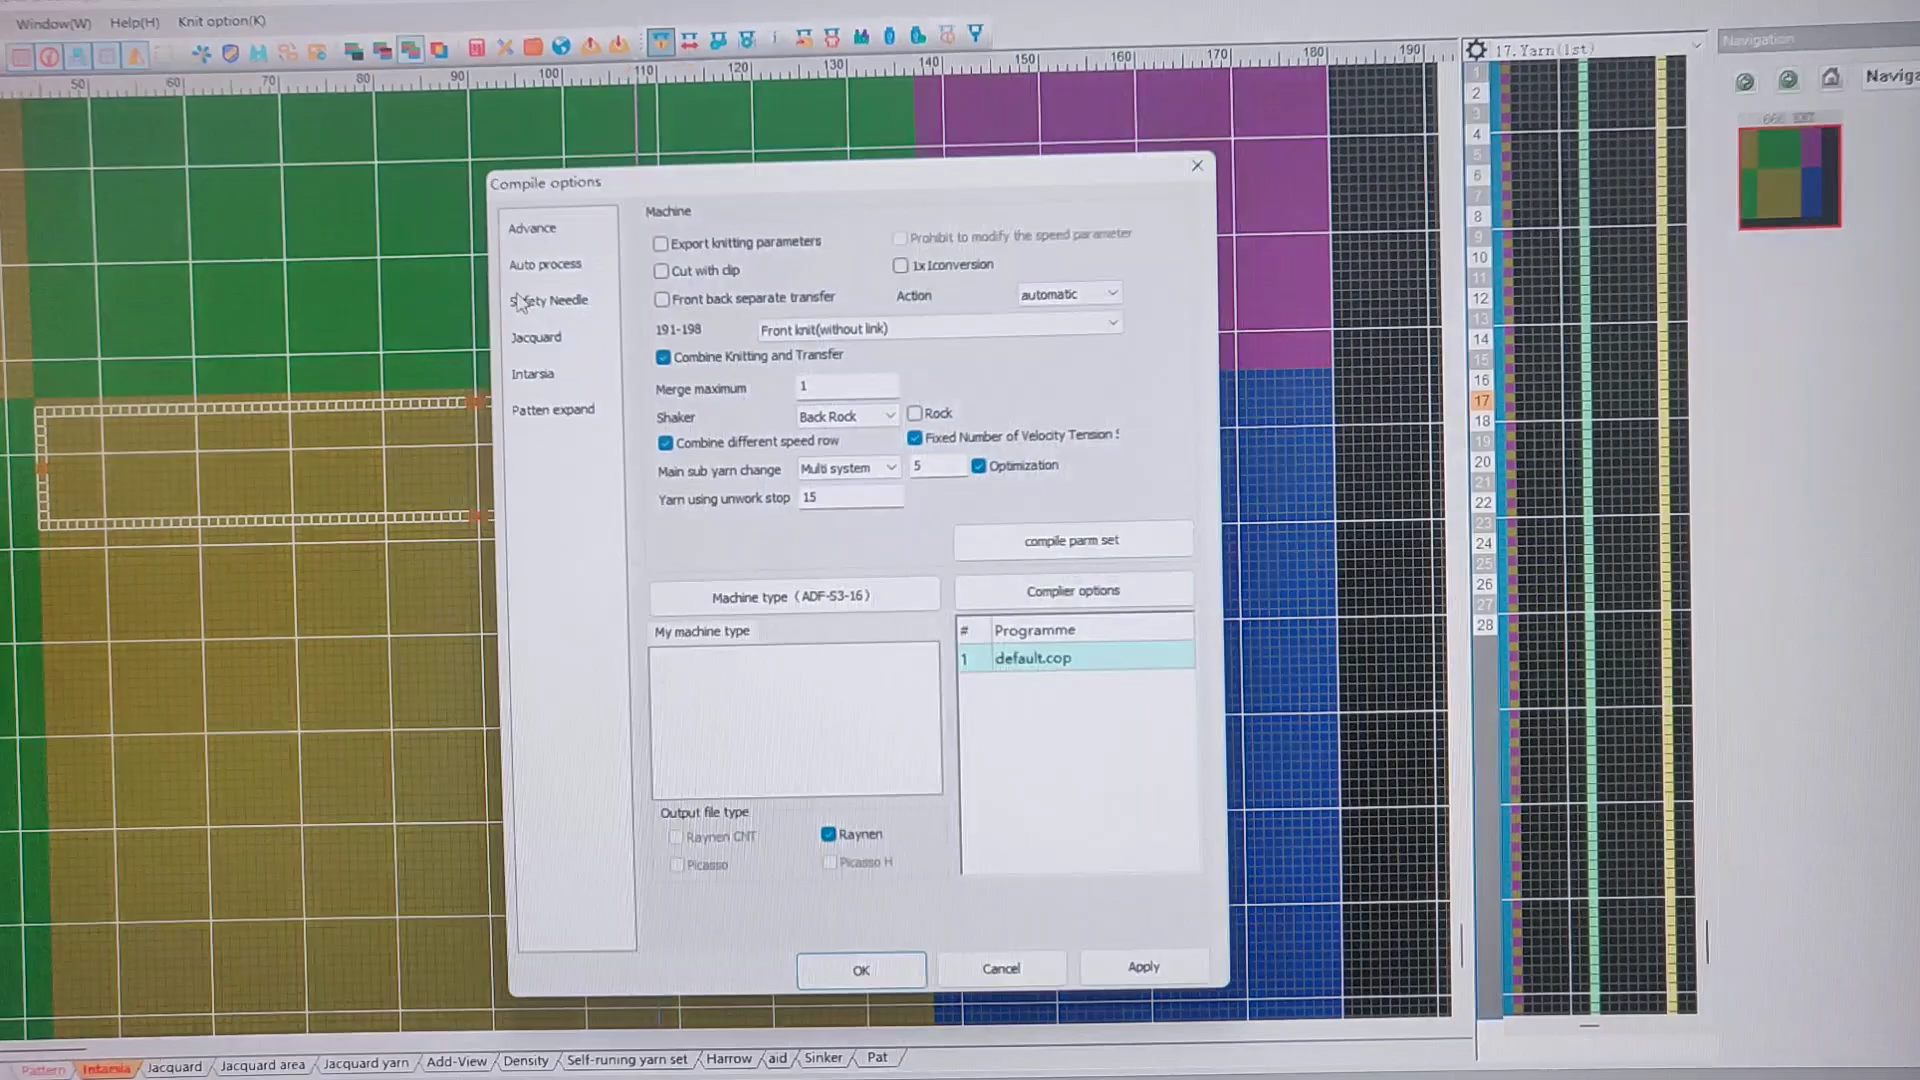 Window(W) Help(H) Knit option(K)
50 60 70 80 90 100 110 120 130 140 150 160 170 180 190
17.Yarn(1st)
Navigation
Naviga
1
2
3
4
5
6
7
8
9
10
11
12
13
14
15
16
17
18
19
20
21
22
23
24
25
26
27
28
Compile options
Advance
Auto process
Safety Needle
Jacquard
Intarsia
Patten expand
Machine
Export knitting parameters
Prohibit to modify the speed parameter
Cut with clip
1x1conversion
Front back separate transfer
Action automatic
191-198 Front knit(without link)
Combine Knitting and Transfer
Merge maximum 1
Shaker Back Rock Rock
Combine different speed row
Fixed Number of Velocity Tension S
Main sub yarn change Multi system 5 Optimization
Yarn using unwork stop 15
compile parm set
Machine type (ADF-S3-16)
Complier options
My machine type
# Programme
1 default.cop
Output file type
Raynen CNT
Raynen
Picasso
Picasso H
OK Cancel Apply
Pattern Intarsia Jacquard Jacquard area Jacquard yarn Add-View Density Self-runing yarn set Harrow aid Sinker Pat